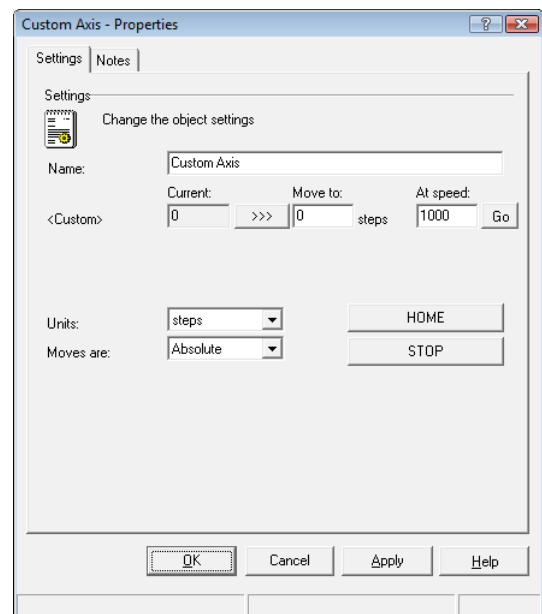 Custom Axis - Properties
Settings Notes
Settings
Change the object settings
Name: Custom Axis
Current: Move to: At speed:
<Custom> 0 >>> 0 steps 1000 Go
Units: steps HOME
Moves are: Absolute STOP
OK Cancel Apply Help